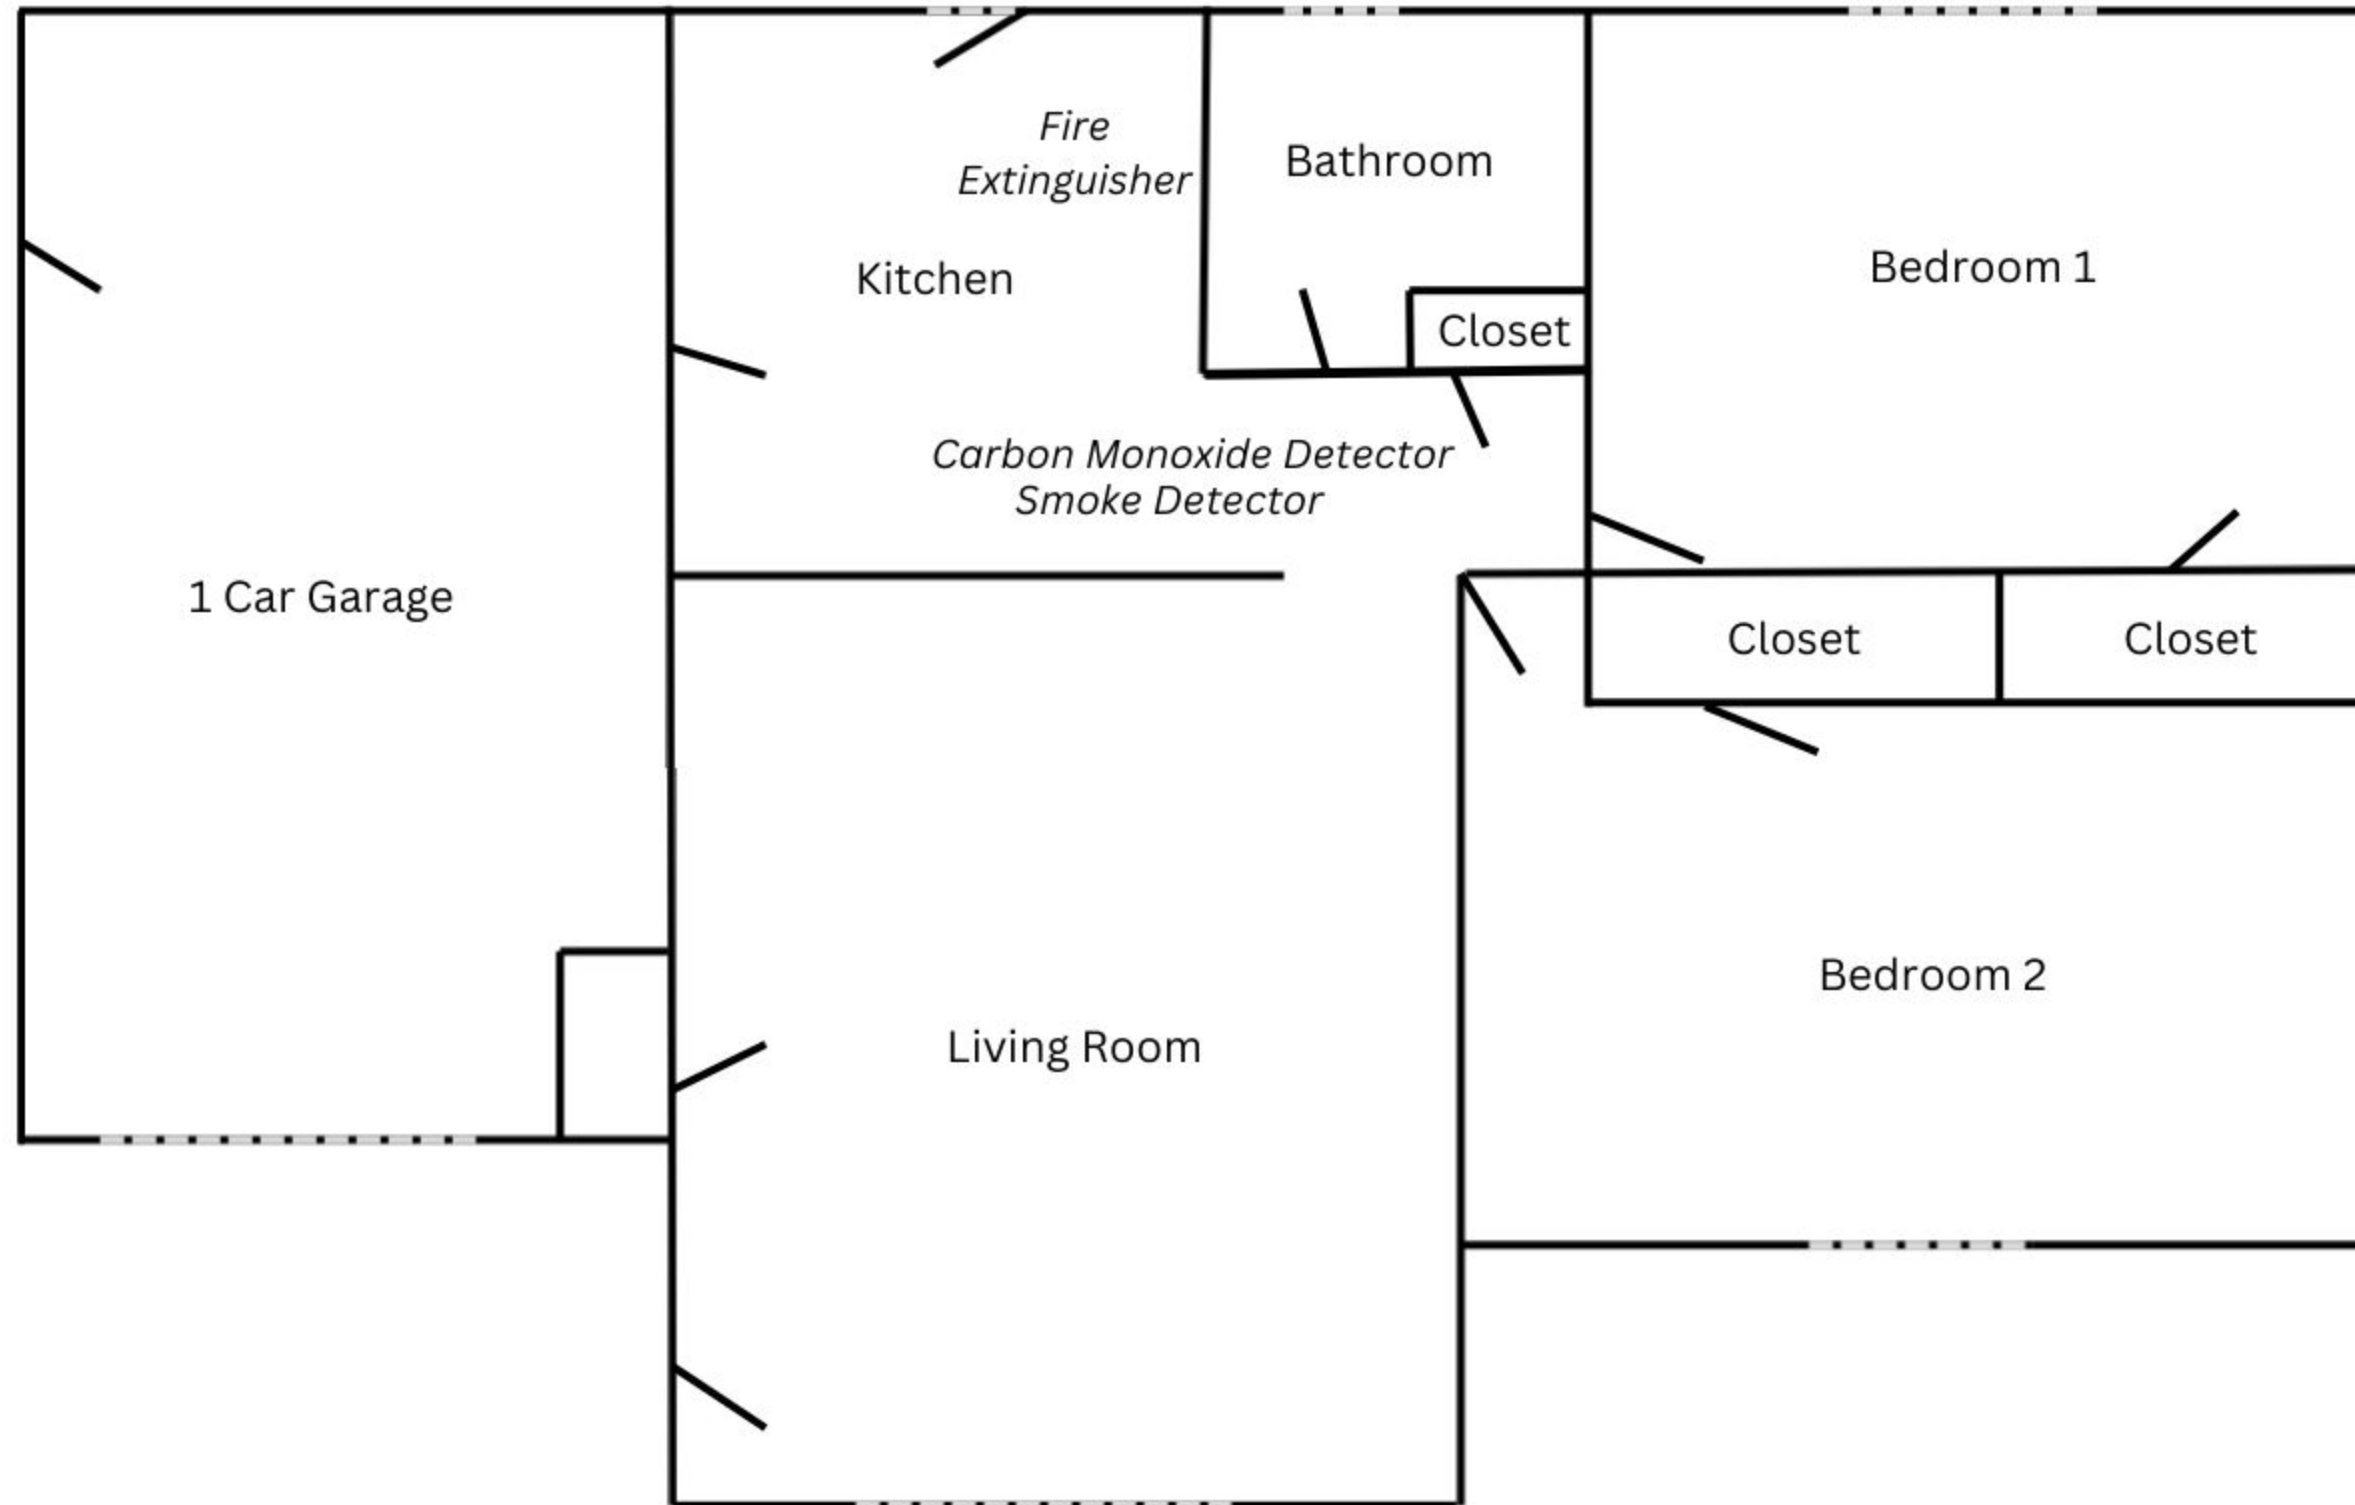 Fire
Extinguisher
Bathroom
Bedroom 1
Kitchen
Closet
Carbon Monoxide Detector
Smoke Detector
1 Car Garage
Closet
Closet
Bedroom 2
Living Room